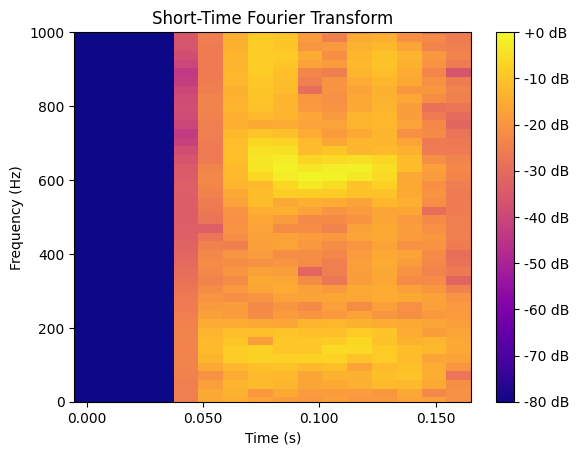 Short-Time Fourier Transform
1000
800
600
400
200
0
Frequency (Hz)
0.000
0.050
0.100
0.150
Time (s)
+0 dB
-10 dB
-20 dB
-30 dB
-40 dB
-50 dB
-60 dB
-70 dB
-80 dB